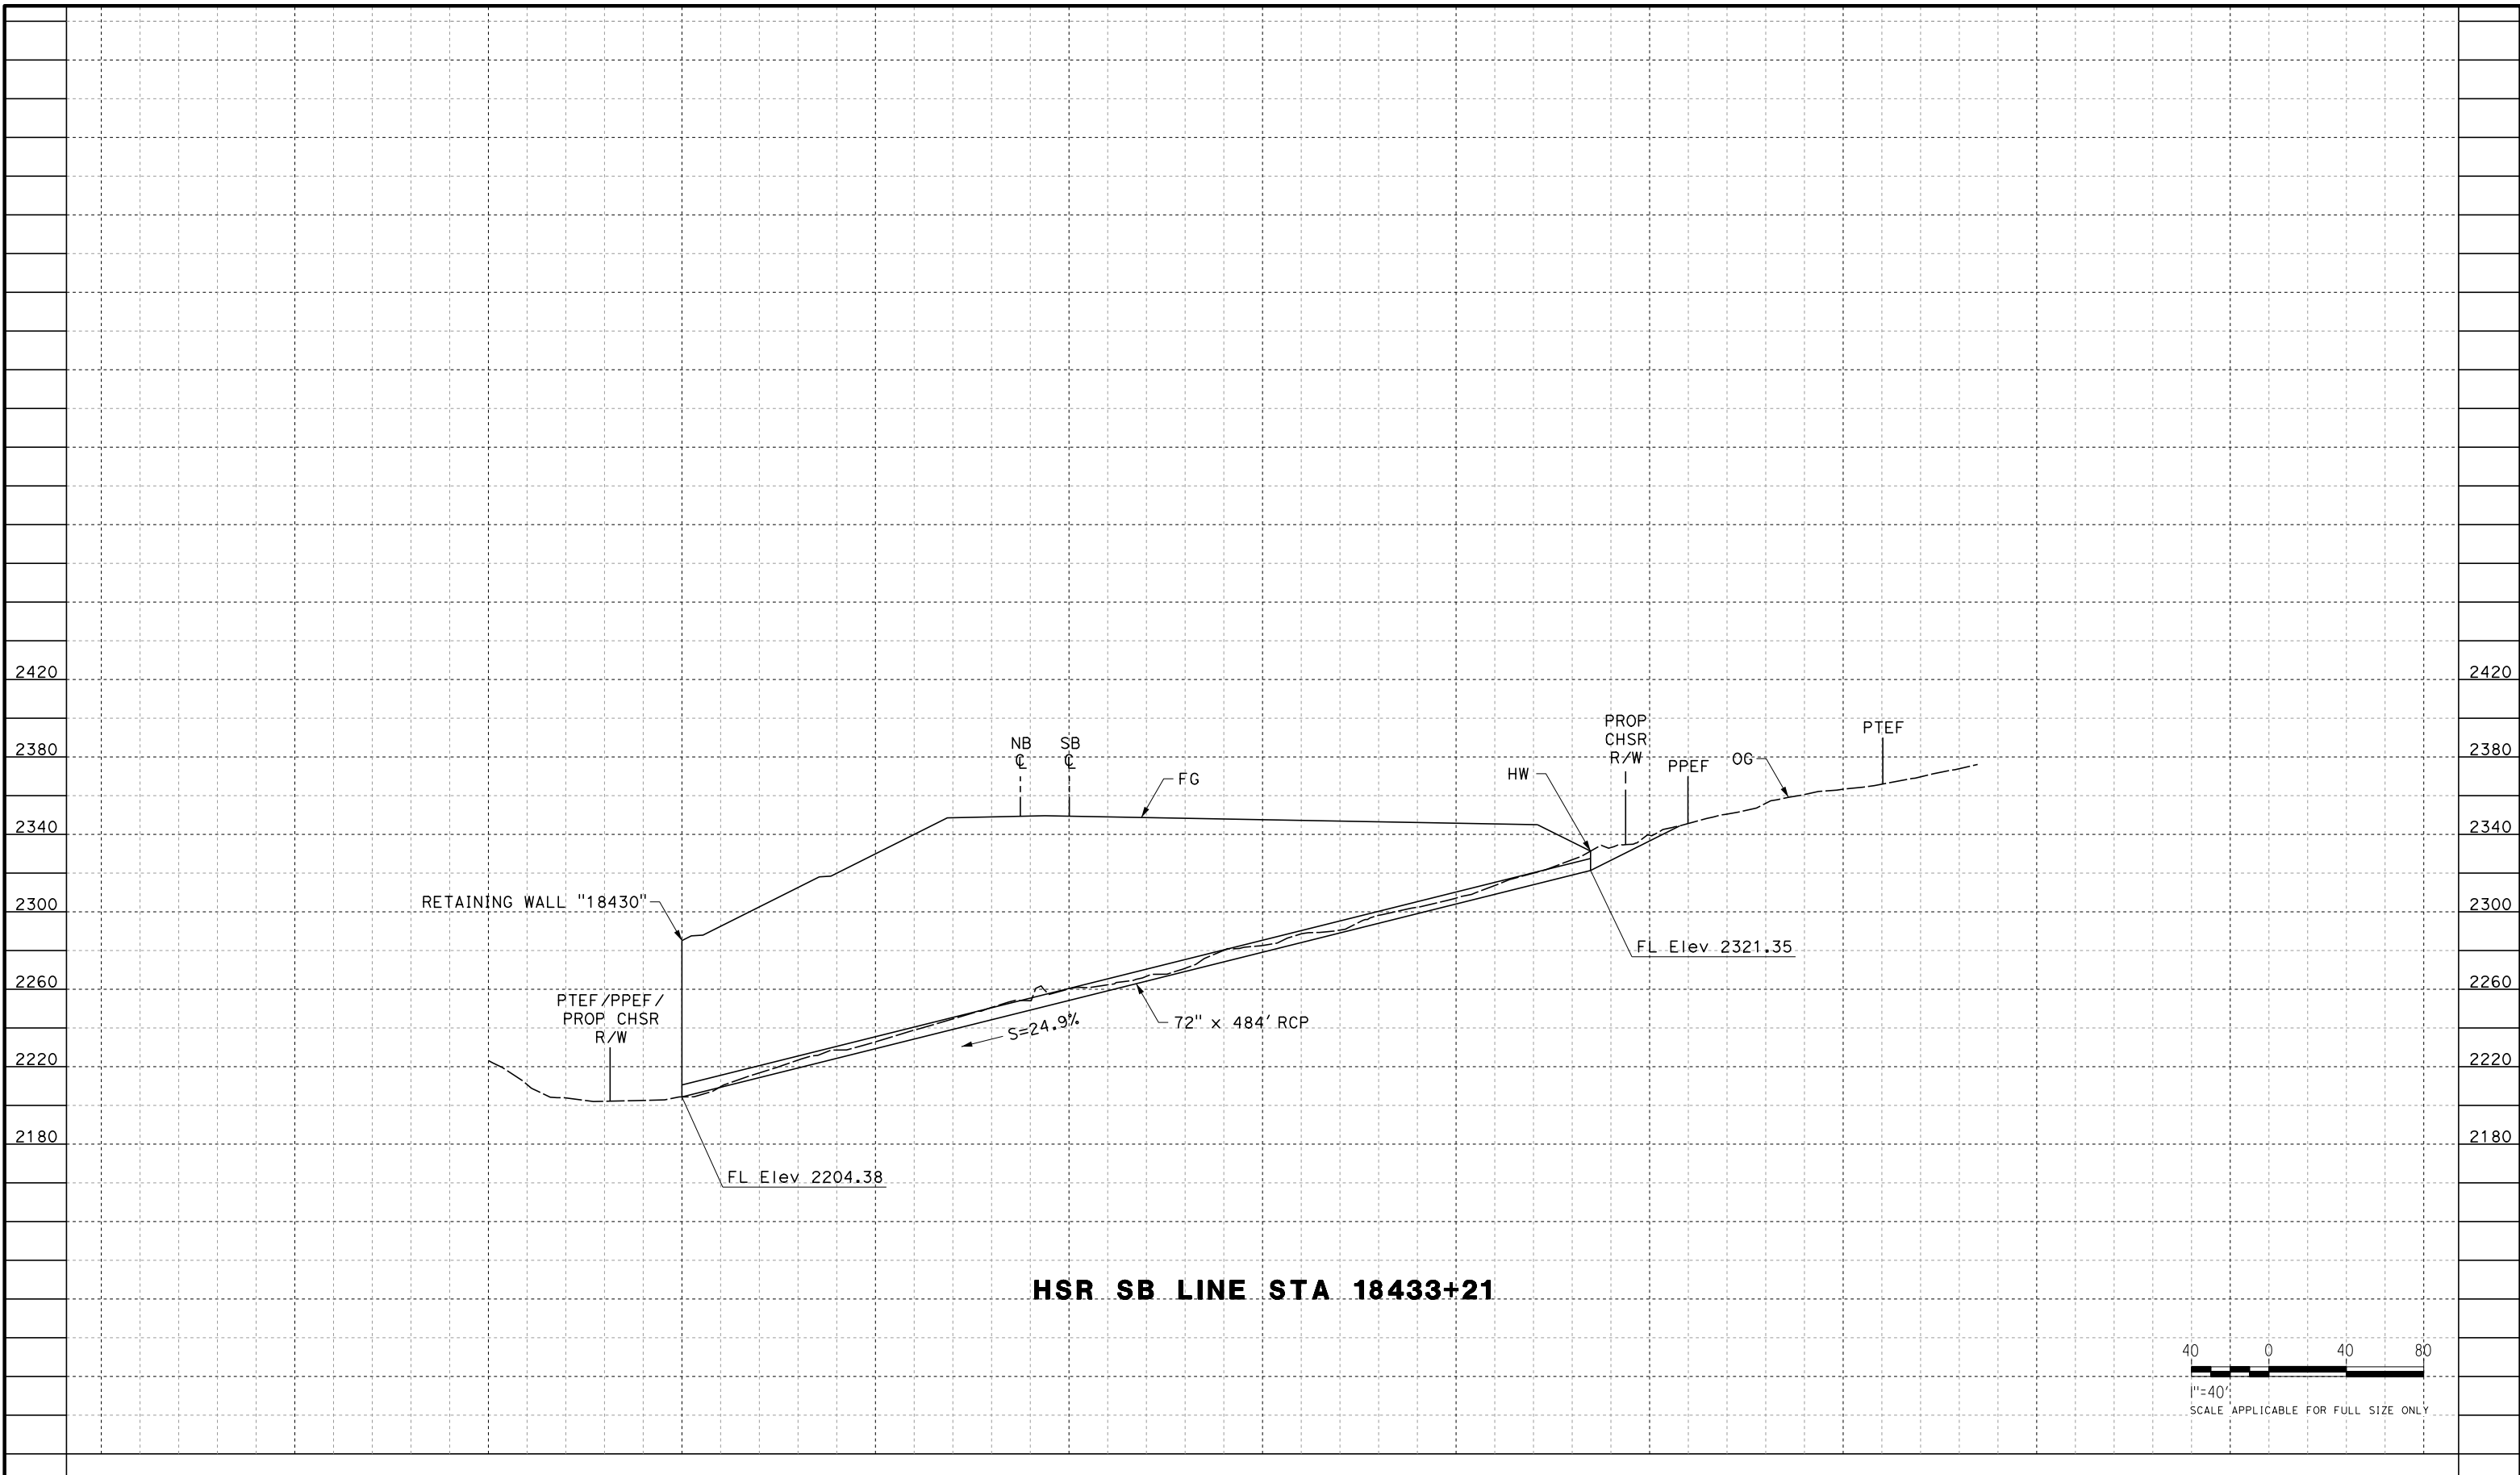 2420
2420
2380
2380
2340
2340
2300
2300
2260
2260
2220
2220
2180
2180
NB
℄
SB
℄
FG
HW
PROP
CHSR
R/W
PPEF
OG
PTEF
RETAINING WALL "18430"
FL Elev 2321.35
PTEF/PPEF/
PROP CHSR
R/W
S=24.9%
72" x 484' RCP
FL Elev 2204.38
HSR SB LINE STA 18433+21
40 0 40 80
1"=40'
SCALE APPLICABLE FOR FULL SIZE ONLY